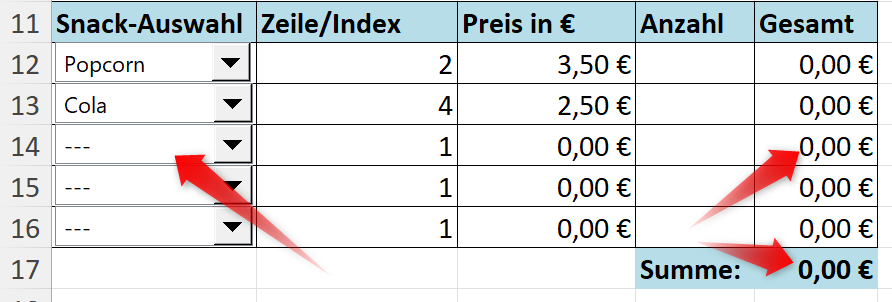 11 Snack-Auswahl Zeile/Index Preis in € Anzahl Gesamt
12 Popcorn 2 3,50 € 0,00 €
13 Cola 4 2,50 € 0,00 €
14 --- 1 0,00 € 0,00 €
15 --- 1 0,00 € 0,00 €
16 --- 1 0,00 € 0,00 €
17 Summe: 0,00 €